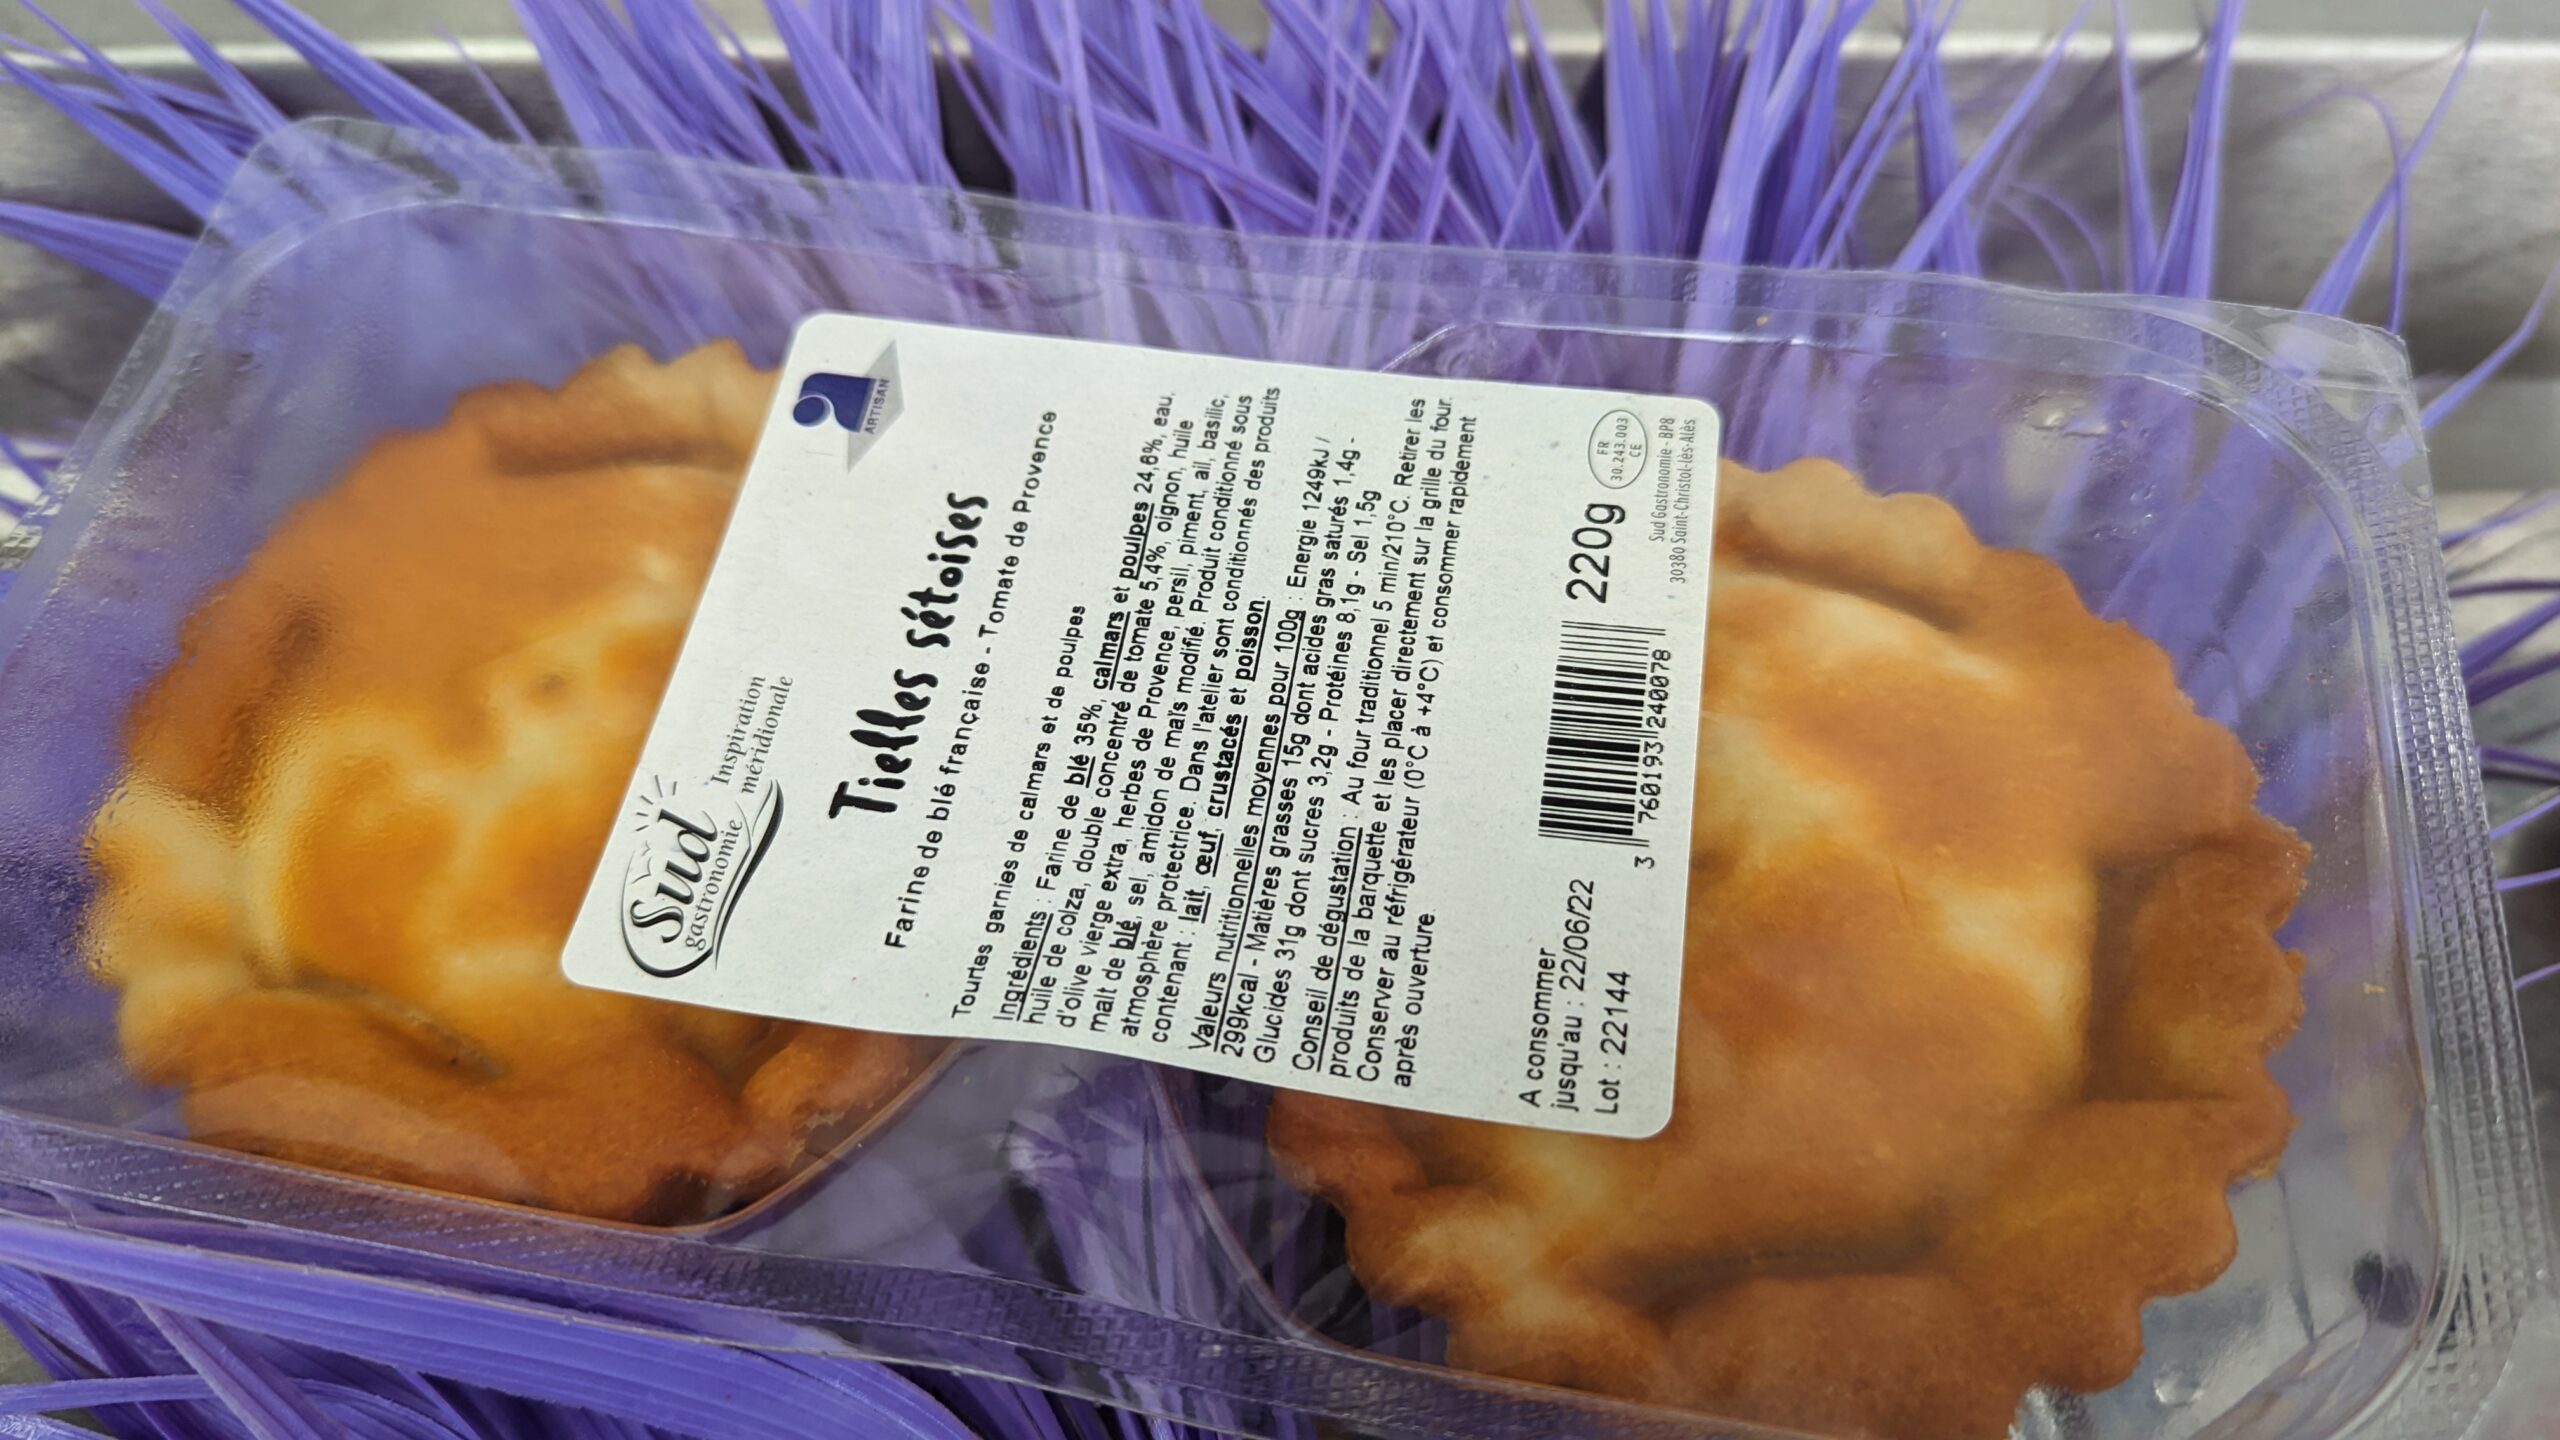 Sud
gastronomie
Inspiration
méridionale
ARTISAN
Tielles sétoises
Farine de blé française - Tomate de Provence
Tourtes garnies de calmars et de poulpes
Ingrédients : Farine de blé 35%, calmars et poulpes 24,6%, eau,
huile de colza, double concentré de tomate 5,4%, oignon, huile
d'olive vierge extra, herbes de Provence, persil, piment, ail, basilic,
malt de blé, sel, amidon de maïs modifié. Produit conditionné sous
atmosphère protectrice. Dans l'atelier sont conditionnés des produits
contenant : lait, œuf, crustacés et poisson.
Valeurs nutritionnelles moyennes pour 100g : Energie 1249kJ /
299kcal - Matières grasses 15g dont acides gras saturés 1,4g -
Glucides 31g dont sucres 3,2g - Protéines 8,1g - Sel 1,5g
Conseil de dégustation : Au four traditionnel 5 min/210°C. Retirer les
produits de la barquette et les placer directement sur la grille du four.
Conserver au réfrigérateur (0°C à +4°C) et consommer rapidement
après ouverture.
A consommer
jusqu'au : 22/06/22
Lot : 22144
3 760193 240078
220g
FR
30.243.003
CE
Sud Gastronomie - BP8
30380 Saint-Christol-lès-Alès